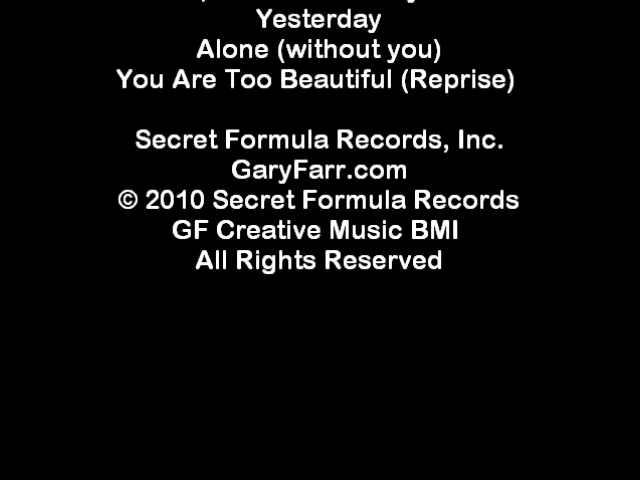 Yesterday
Alone (without you)
You Are Too Beautiful (Reprise)
Secret Formula Records, Inc.
GaryFarr.com
© 2010 Secret Formula Records
GF Creative Music BMI
All Rights Reserved